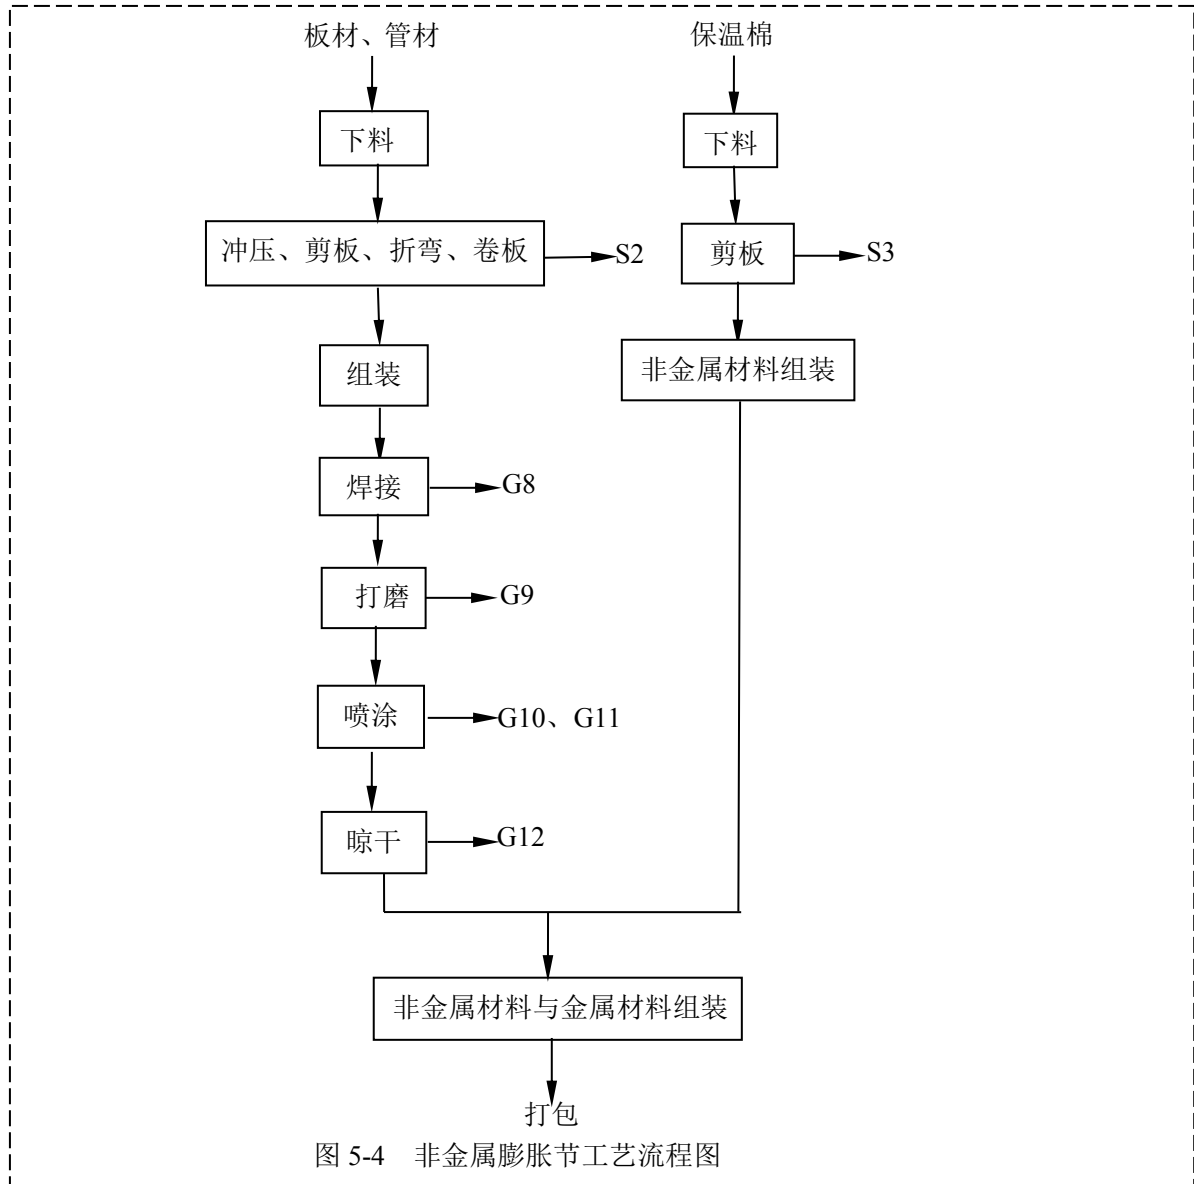 板材、管材
保温棉
下料
下料
冲压、剪板、折弯、卷板
S2
剪板
S3
组装
非金属材料组装
焊接
G8
打磨
G9
喷涂
G10、G11
晾干
G12
非金属材料与金属材料组装
打包
图 5-4 非金属膨胀节工艺流程图